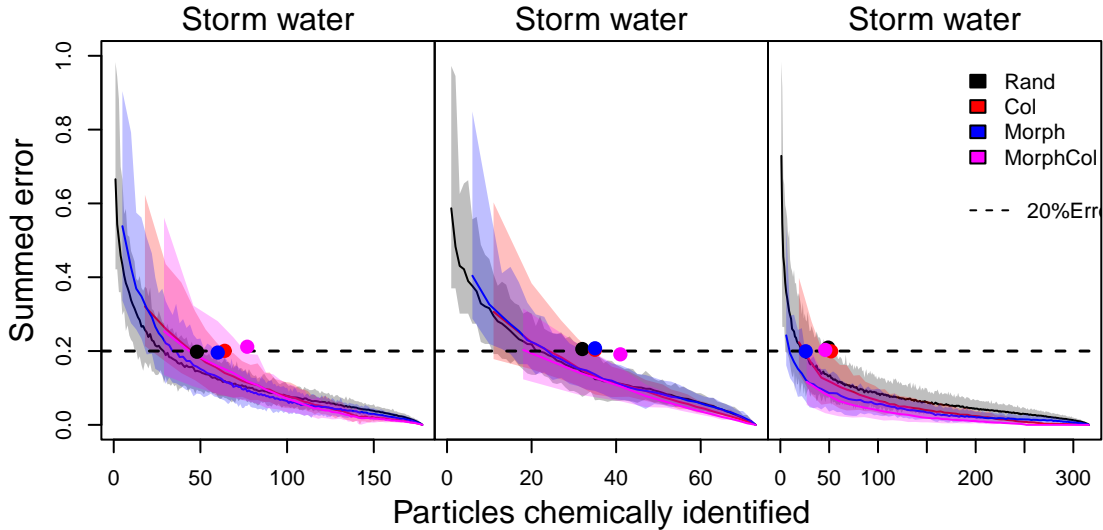 Storm water Storm water Storm water
Summed error
1.0
0.8
0.6
0.4
0.2
0.0
Rand
Col
Morph
MorphCol
20%Erro
0 50 100 150 0 20 40 60 0 50 100 200 300
Particles chemically identified